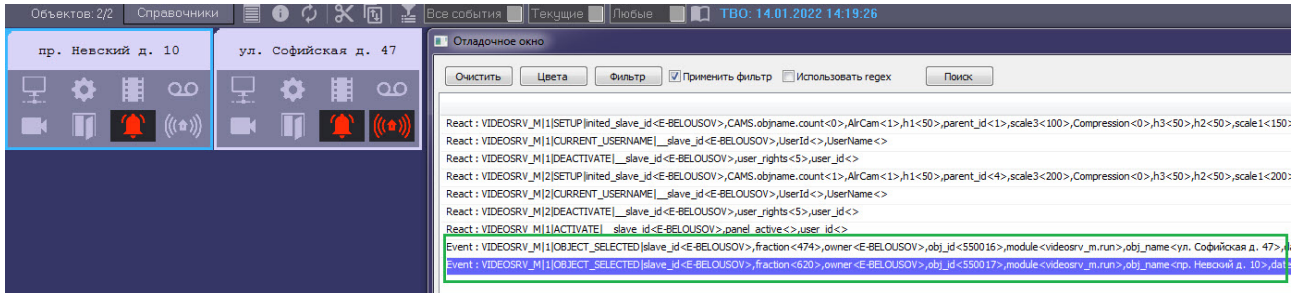 Объектов: 2/2 Справочники Все события Текущие Любые ТВО: 14.01.2022 14:19:26
пр. Невский д. 10 ул. Софийская д. 47
Отладочное окно
Очистить Цвета Фильтр Применить фильтр Использовать regex Поиск
React : VIDEOSRV_M|1|SETUP|inited_slave_id<E-BELOUSOV>,CAMS.objname.count<0>,AlrCam<1>,h1<50>,parent_id<1>,scale3<100>,Compression<0>,h3<50>,h2<50>,scale1<150>
React : VIDEOSRV_M|1|CURRENT_USERNAME|__slave_id<E-BELOUSOV>,UserId<>,UserName<>
React : VIDEOSRV_M|1|DEACTIVATE|__slave_id<E-BELOUSOV>,user_rights<5>,user_id<>
React : VIDEOSRV_M|2|SETUP|inited_slave_id<E-BELOUSOV>,CAMS.objname.count<1>,AlrCam<1>,h1<50>,parent_id<4>,scale3<200>,Compression<0>,h3<50>,h2<50>,scale1<200>
React : VIDEOSRV_M|2|CURRENT_USERNAME|__slave_id<E-BELOUSOV>,UserId<>,UserName<>
React : VIDEOSRV_M|2|DEACTIVATE|__slave_id<E-BELOUSOV>,user_rights<5>,user_id<>
React : VIDEOSRV_M|1|ACTIVATE|__slave_id<E-BELOUSOV>,panel_active<>,user_id<>
Event : VIDEOSRV_M|1|OBJECT_SELECTED|slave_id<E-BELOUSOV>,fraction<474>,owner<E-BELOUSOV>,obj_id<550016>,module<videosrv_m.run>,obj_name<ул. Софийская д. 47>,da
Event : VIDEOSRV_M|1|OBJECT_SELECTED|slave_id<E-BELOUSOV>,fraction<620>,owner<E-BELOUSOV>,obj_id<550017>,module<videosrv_m.run>,obj_name<пр. Невский д. 10>,date